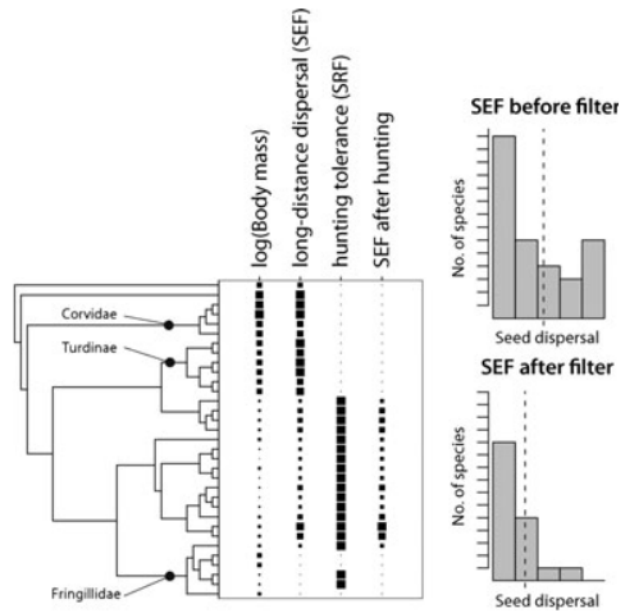 log(Body mass)
long-distance dispersal (SEF)
hunting tolerance (SRF)
SEF after hunting
Corvidae
Turdinae
Fringillidae
SEF before filter
No. of species
Seed dispersal
SEF after filter
No. of species
Seed dispersal